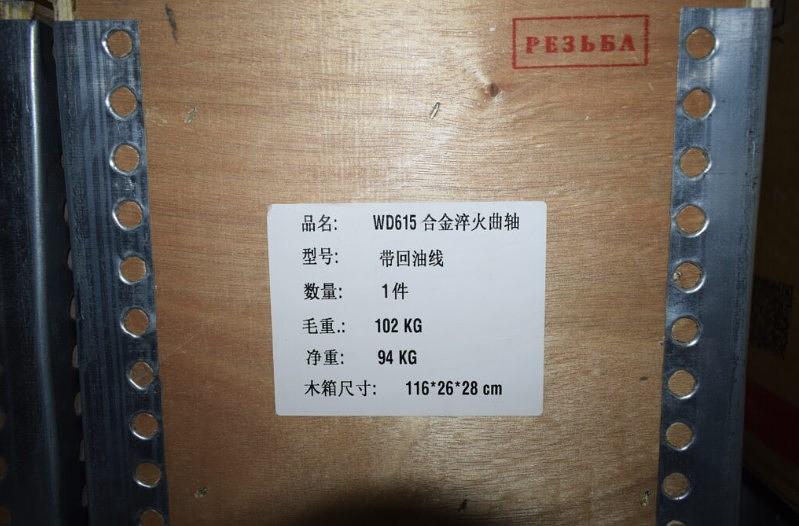 РЕЗЬБА
品名: WD615 合金淬火曲轴
型号: 带回油线
数量: 1件
毛重.: 102 KG
净重: 94 KG
木箱尺寸: 116*26*28 cm